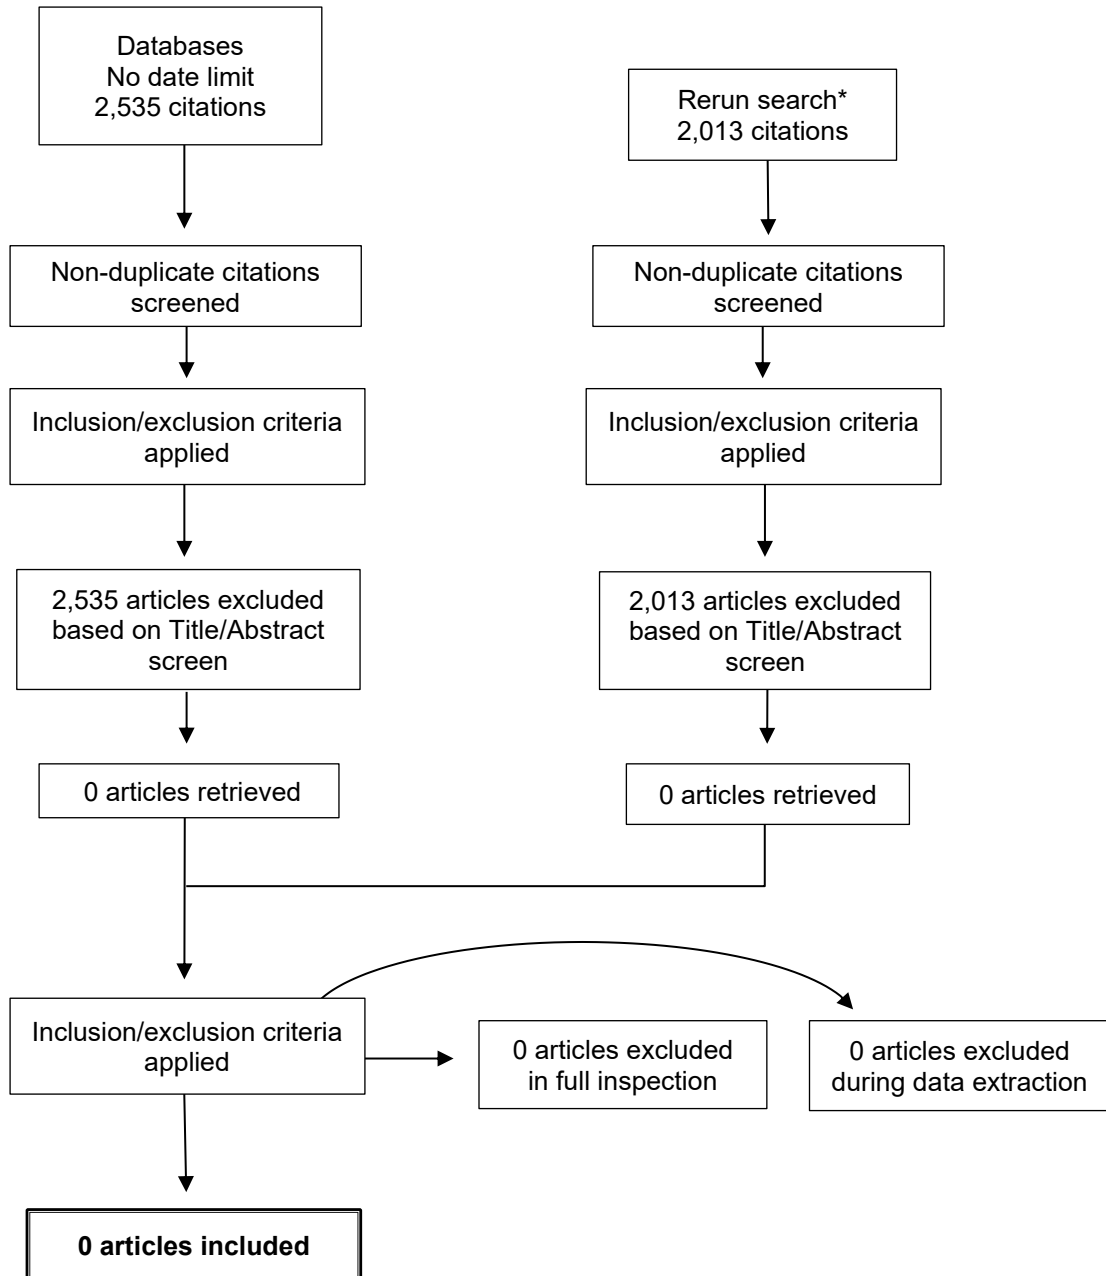 Databases
No date limit
2,535 citations
Rerun search*
2,013 citations
Non-duplicate citations
screened
Non-duplicate citations
screened
Inclusion/exclusion criteria
applied
Inclusion/exclusion criteria
applied
2,535 articles excluded
based on Title/Abstract
screen
2,013 articles excluded
based on Title/Abstract
screen
0 articles retrieved
0 articles retrieved
Inclusion/exclusion criteria
applied
0 articles excluded
in full inspection
0 articles excluded
during data extraction
0 articles included